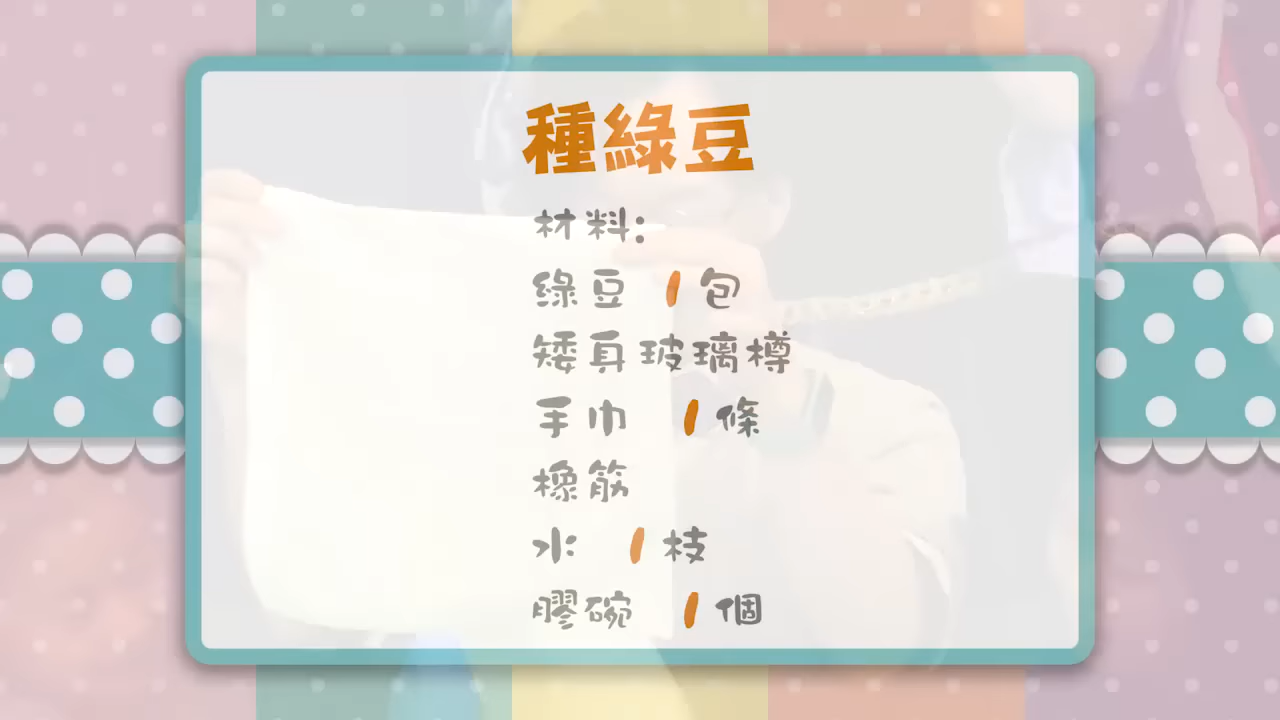 種綠豆
材料:
綠豆 1 包
矮身玻璃樽
手巾 1 條
橡筋
水 1 枝
膠碗 1 個